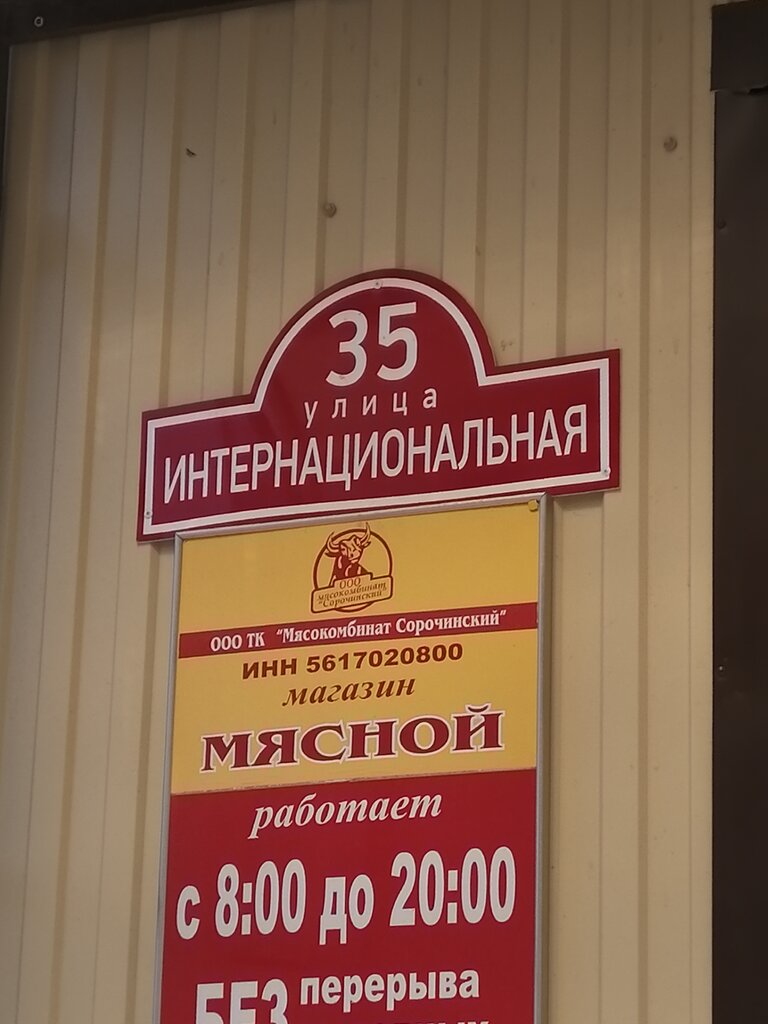 35
улица
ИНТЕРНАЦИОНАЛЬНАЯ
ООО
мясокомбинат
"Сорочинский"
ООО ТК "Мясокомбинат Сорочинский"
ИНН 5617020800
магазин
МЯСНОЙ
работает
с 8:00 до 20:00
БЕЗ перерыва